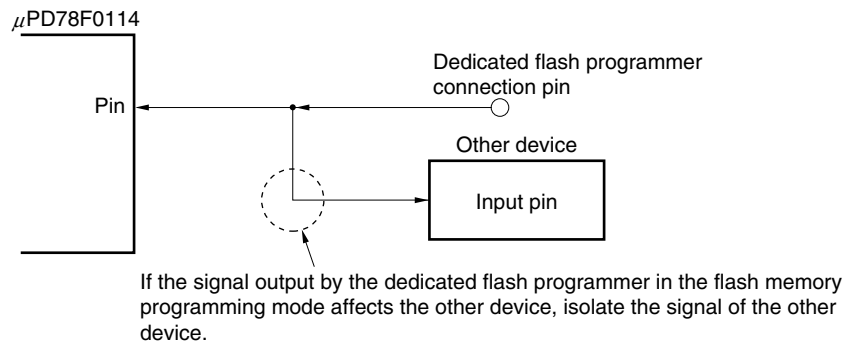 μPD78F0114
Pin
Dedicated flash programmer
connection pin
Other device
Input pin
If the signal output by the dedicated flash programmer in the flash memory
programming mode affects the other device, isolate the signal of the other
device.